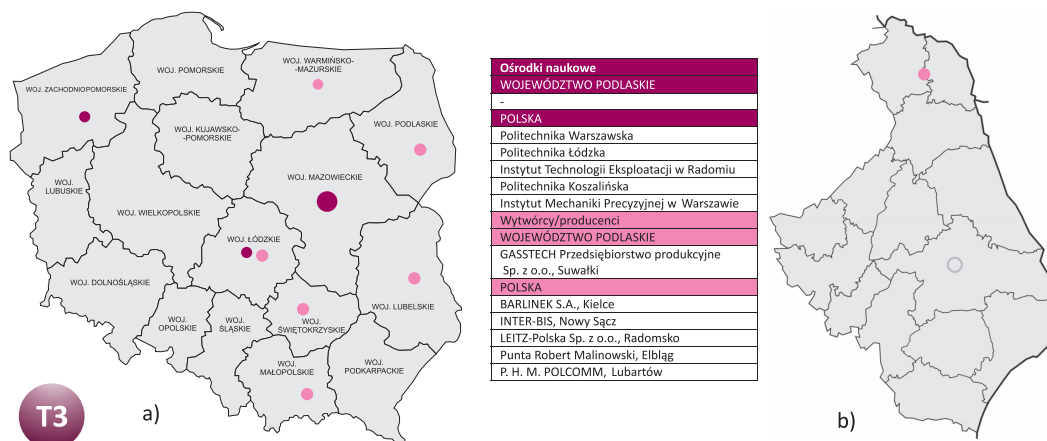 WOJ. WARMIŃSKO-
-MAZURSKIE
WOJ. POMORSKIE
WOJ. ZACHODNIOPOMORSKIE
WOJ. PODLASKIE
WOJ. KUJAWSKO-
-POMORSKIE
WOJ. MAZOWIECKIE
WOJ.
LUBUSKIE
WOJ. WIELKOPOLSKIE
WOJ. ŁÓDZKIE
WOJ. DOLNOŚLĄSKIE
WOJ. LUBELSKIE
WOJ.
OPOLSKIE
WOJ.
ŚLĄSKIE
WOJ.
ŚWIĘTOKRZYSKIE
WOJ.
MAŁOPOLSKIE
WOJ.
PODKARPACKIE
T3
a)
Ośrodki naukowe
WOJEWÓDZTWO PODLASKIE
-
POLSKA
Politechnika Warszawska
Politechnika Łódzka
Instytut Technologii Eksploatacji w Radomiu
Politechnika Koszalińska
Instytut Mechaniki Precyzyjnej w Warszawie
Wytwórcy/producenci
WOJEWÓDZTWO PODLASKIE
GASSTECH Przedsiębiorstwo produkcyjne
Sp. z o.o., Suwałki
POLSKA
BARLINEK S.A., Kielce
INTER-BIS, Nowy Sącz
LEITZ-Polska Sp. z o.o., Radomsko
Punta Robert Malinowski, Elbląg
P. H. M. POLCOMM, Lubartów
b)